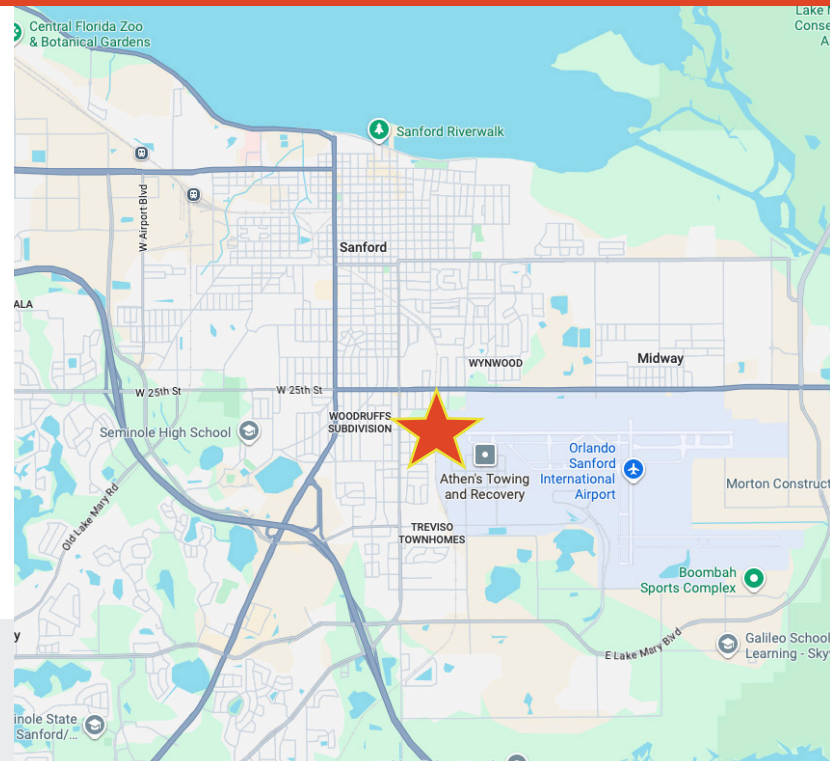 Central Florida Zoo
& Botanical Gardens
Lake
Conse
Sanford Riverwalk
W Airport Blvd
Sanford
ALA
WYNWOOD
Midway
W 25th St
W 25th St
WOODRUFFS
SUBDIVISION
Seminole High School
Athen's Towing
and Recovery
Orlando
Sanford
International
Airport
Morton Construct
Old Lake Mary Rd
TREVISO
TOWNHOMES
Boombah
Sports Complex
y
E Lake Mary Blvd
Galileo School
Learning - Sky
inole State
Sanford/...